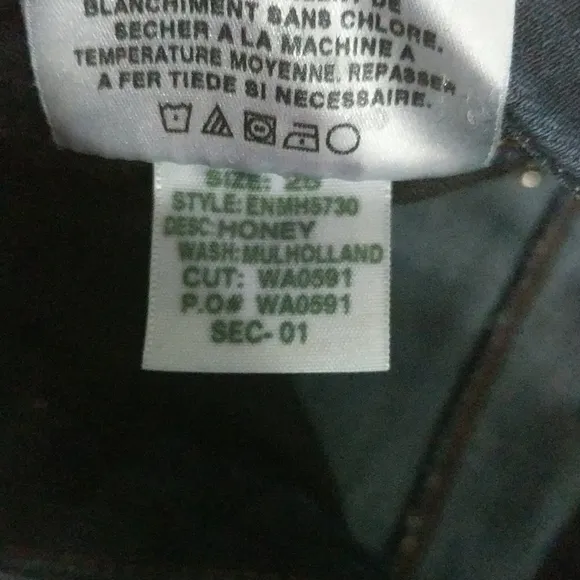 DE
BLANCHIMENT SANS CHLORE.
SECHER A LA MACHINE A
TEMPERATURE MOYENNE. REPASSER
A FER TIEDE SI NECESSAIRE.
SIZE:
STYLE: ENMH5730
DESC:HONEY
WASH:MULHOLLAND
CUT: WA0591
P.O# WA0591
SEC-01